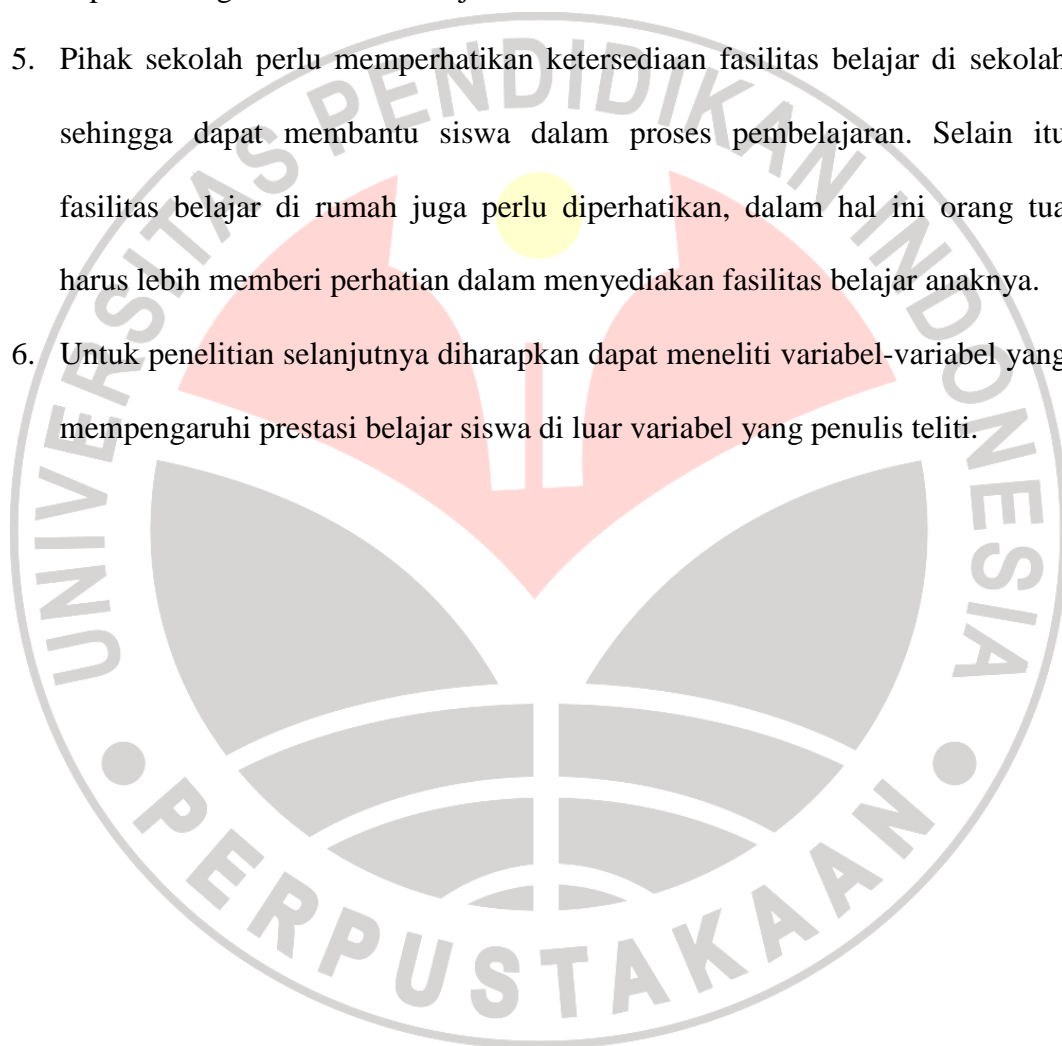 5. Pihak sekolah perlu memperhatikan ketersediaan fasilitas belajar di sekolah
sehingga dapat membantu siswa dalam proses pembelajaran. Selain itu
fasilitas belajar di rumah juga perlu diperhatikan, dalam hal ini orang tua
harus lebih memberi perhatian dalam menyediakan fasilitas belajar anaknya.
6. Untuk penelitian selanjutnya diharapkan dapat meneliti variabel-variabel yang
mempengaruhi prestasi belajar siswa di luar variabel yang penulis teliti.
UNIVERSITAS PENDIDIKAN INDONESIA
PERPUSTAKAAN